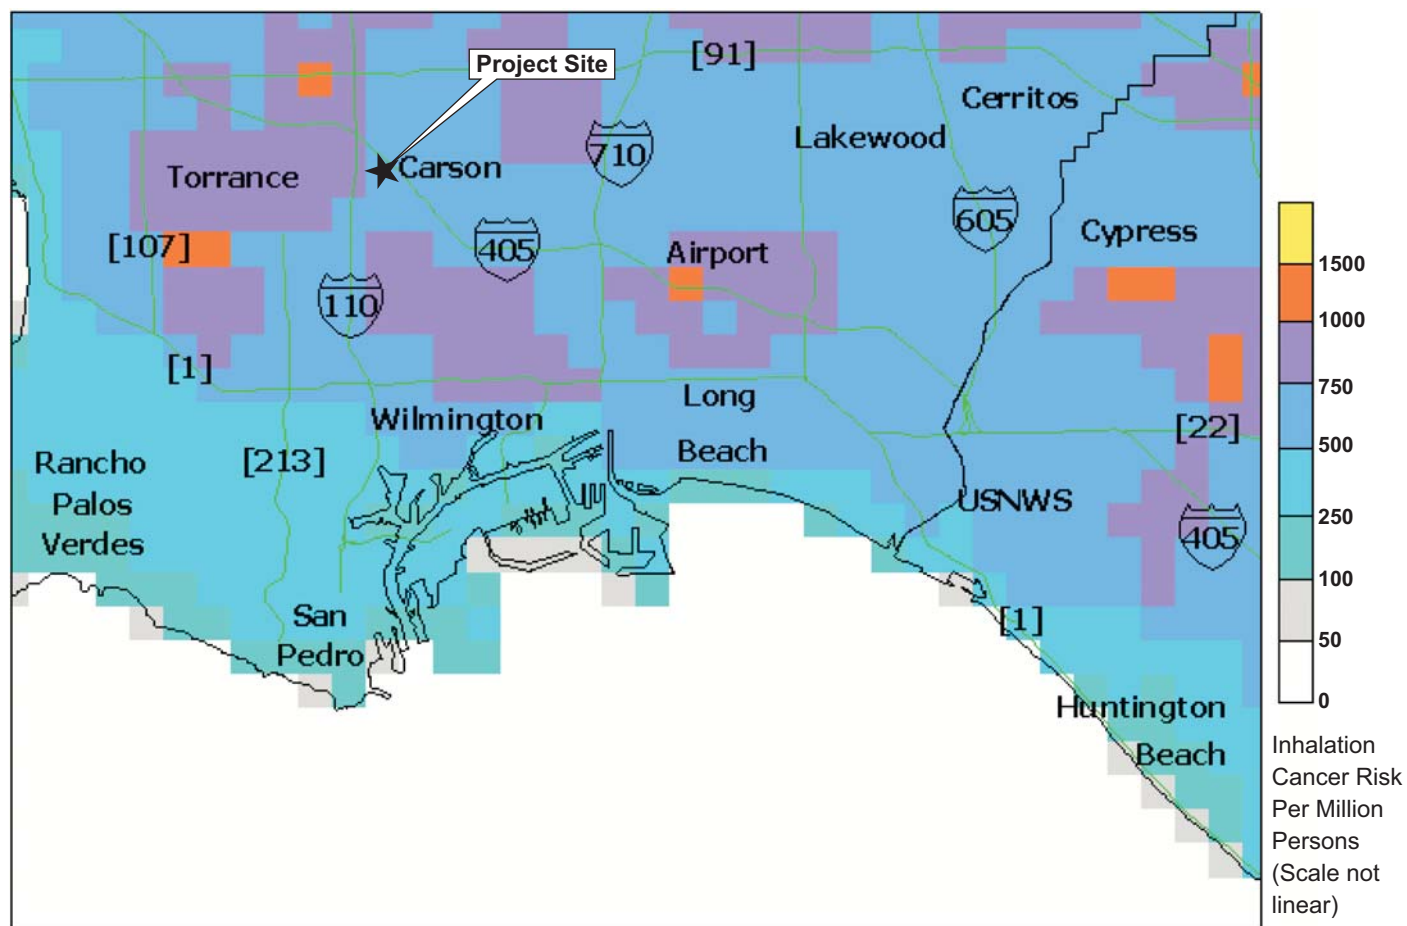 [91]
Project Site
Cerritos
Lakewood
710
Carson
Torrance
605
Cypress
[107]
405
Airport
110
[1]
Long
Beach
Wilmington
[22]
Rancho
Palos
Verdes
[213]
USNWS
405
San
Pedro
[1]
Huntington
Beach
1500
1000
750
500
250
100
50
0
Inhalation
Cancer Risk
Per Million
Persons
(Scale not
linear)